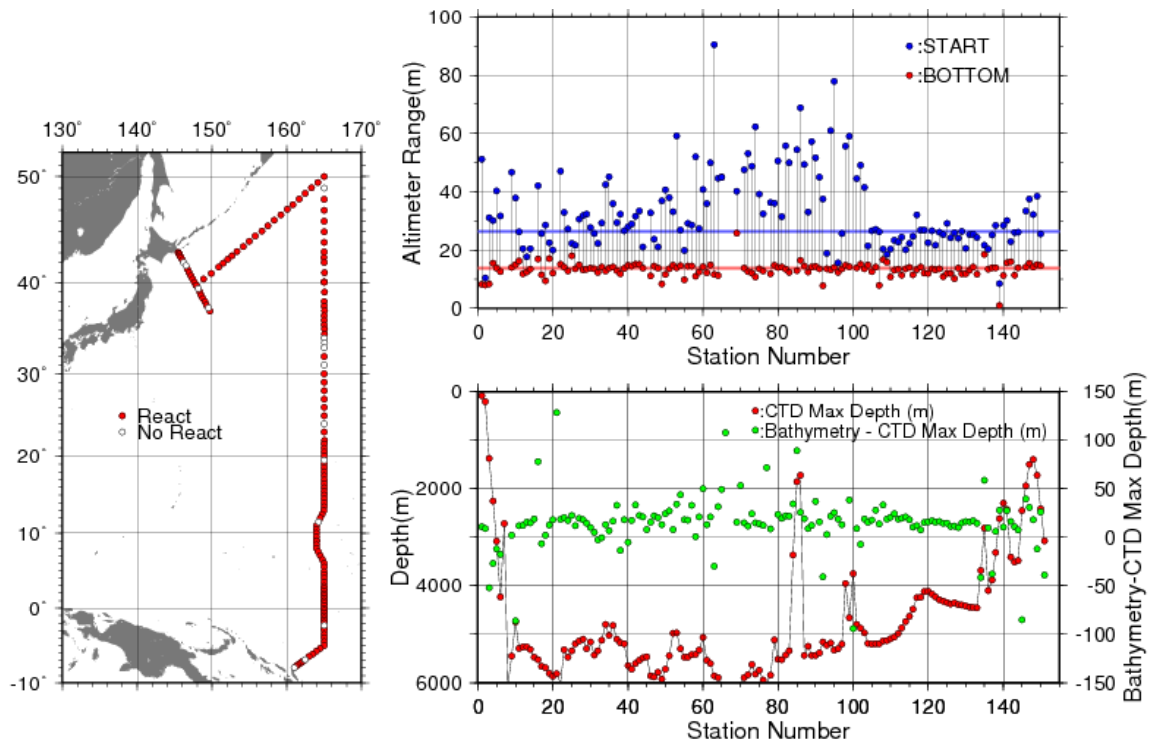 130° 140° 150° 160° 170°
50°
40°
30°
20°
10°
0°
-10°
React
No React
100
80
60
40
20
0
Altimeter Range(m)
:START
:BOTTOM
0 20 40 60 80 100 120 140
Station Number
0
2000
4000
6000
Depth(m)
:CTD Max Depth (m)
:Bathymetry - CTD Max Depth (m)
150
100
50
0
-50
-100
-150
Bathymetry-CTD Max Depth(m)
0 20 40 60 80 100 120 140
Station Number